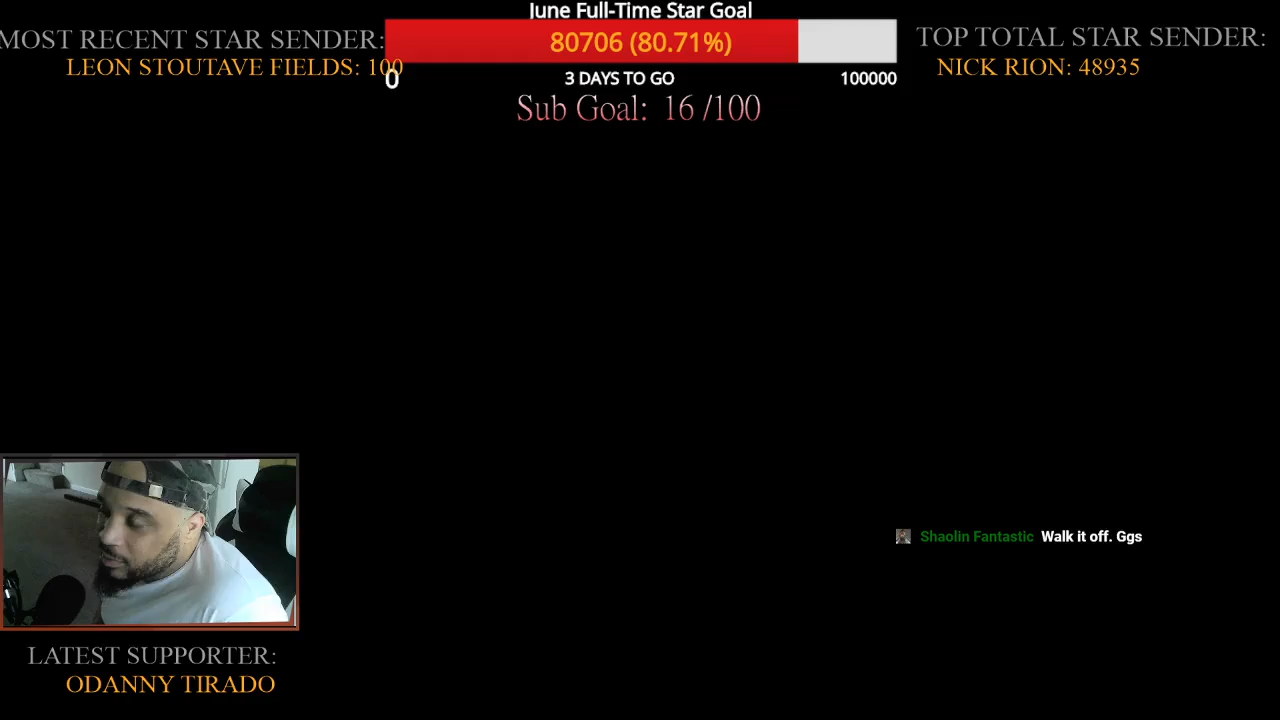 June Full-Time Star Goal
MOST RECENT STAR SENDER:
LEON STOUTAVE FIELDS: 100
80706 (80.71%)
0
3 DAYS TO GO
100000
TOP TOTAL STAR SENDER:
NICK RION: 48935
Sub Goal: 16 /100
Shaolin Fantastic Walk it off. Ggs
LATEST SUPPORTER:
ODANNY TIRADO